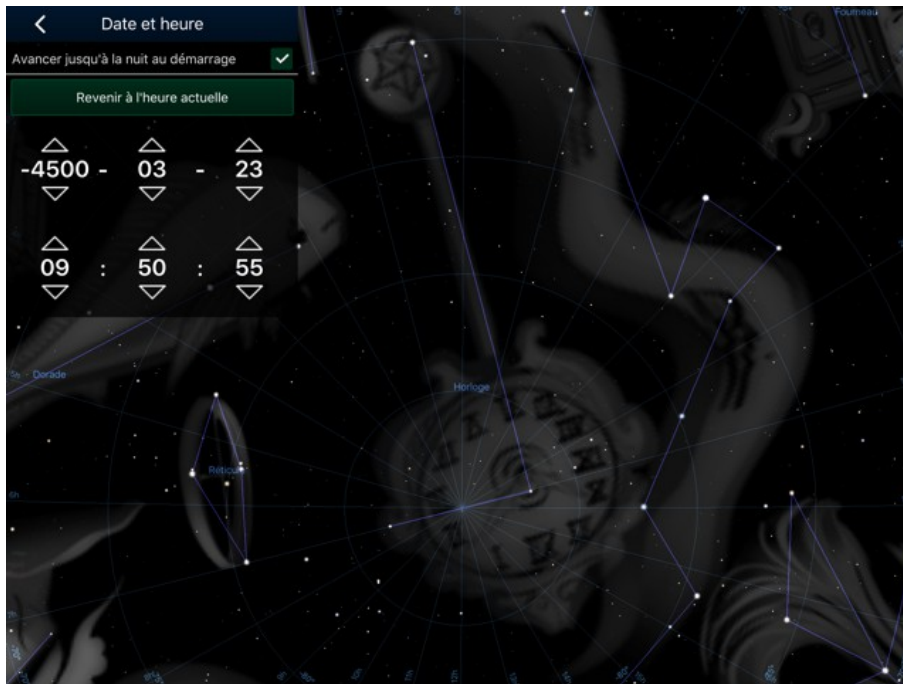 Date et heure
Avancer jusqu'à la nuit au démarrage
Revenir à l'heure actuelle
-4500 - 03 - 23
09 : 50 : 55
Fourneau
Dorade
Horloge
Réticule
6h